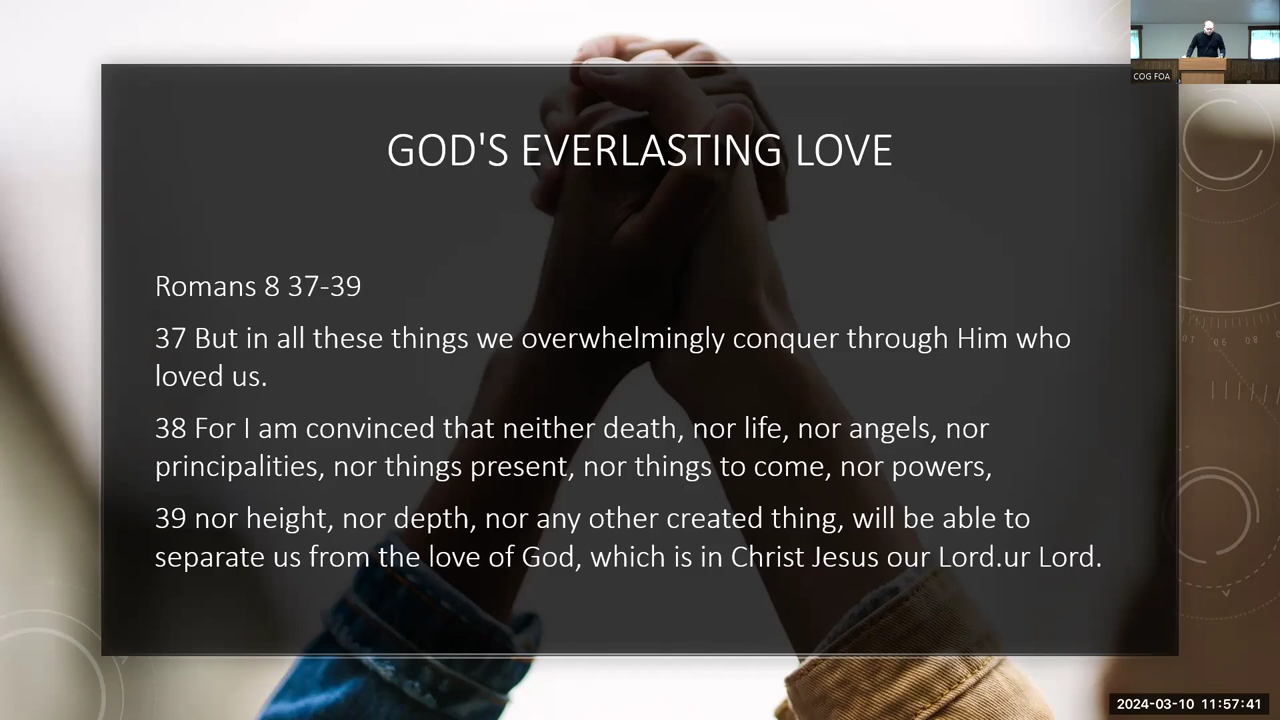 COG FOA
GOD'S EVERLASTING LOVE
Romans 8 37-39
37 But in all these things we overwhelmingly conquer through Him who
loved us.
38 For I am convinced that neither death, nor life, nor angels, nor
principalities, nor things present, nor things to come, nor powers,
39 nor height, nor depth, nor any other created thing, will be able to
separate us from the love of God, which is in Christ Jesus our Lord.ur Lord.
2024-03-10 11:57:41